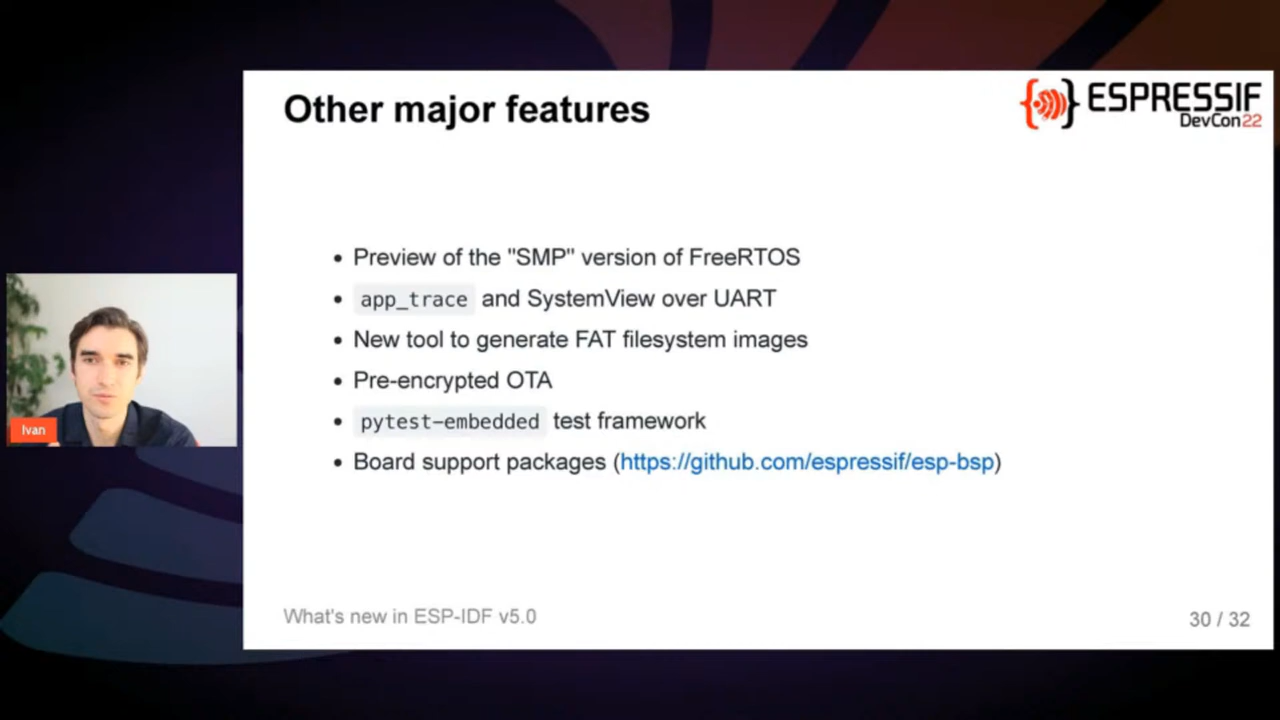 Other major features
ESPRESSIF
DevCon22
• Preview of the "SMP" version of FreeRTOS
• app_trace and SystemView over UART
• New tool to generate FAT filesystem images
• Pre-encrypted OTA
• pytest-embedded test framework
Ivan
• Board support packages (https://github.com/espressif/esp-bsp)
What's new in ESP-IDF v5.0
30 / 32